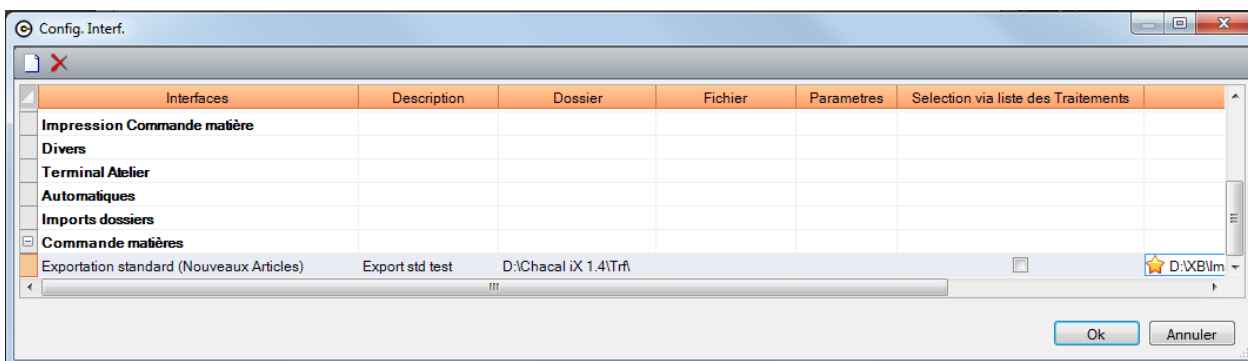 Config. Interf.
Interfaces Description Dossier Fichier Parametres Selection via liste des Traitements
Impression Commande matière
Divers
Terminal Atelier
Automatiques
Imports dossiers
Commande matières
Exportation standard (Nouveaux Articles) Export std test D:\Chacal iX 1.4\Trf\ D:\XB\Im
Ok Annuler